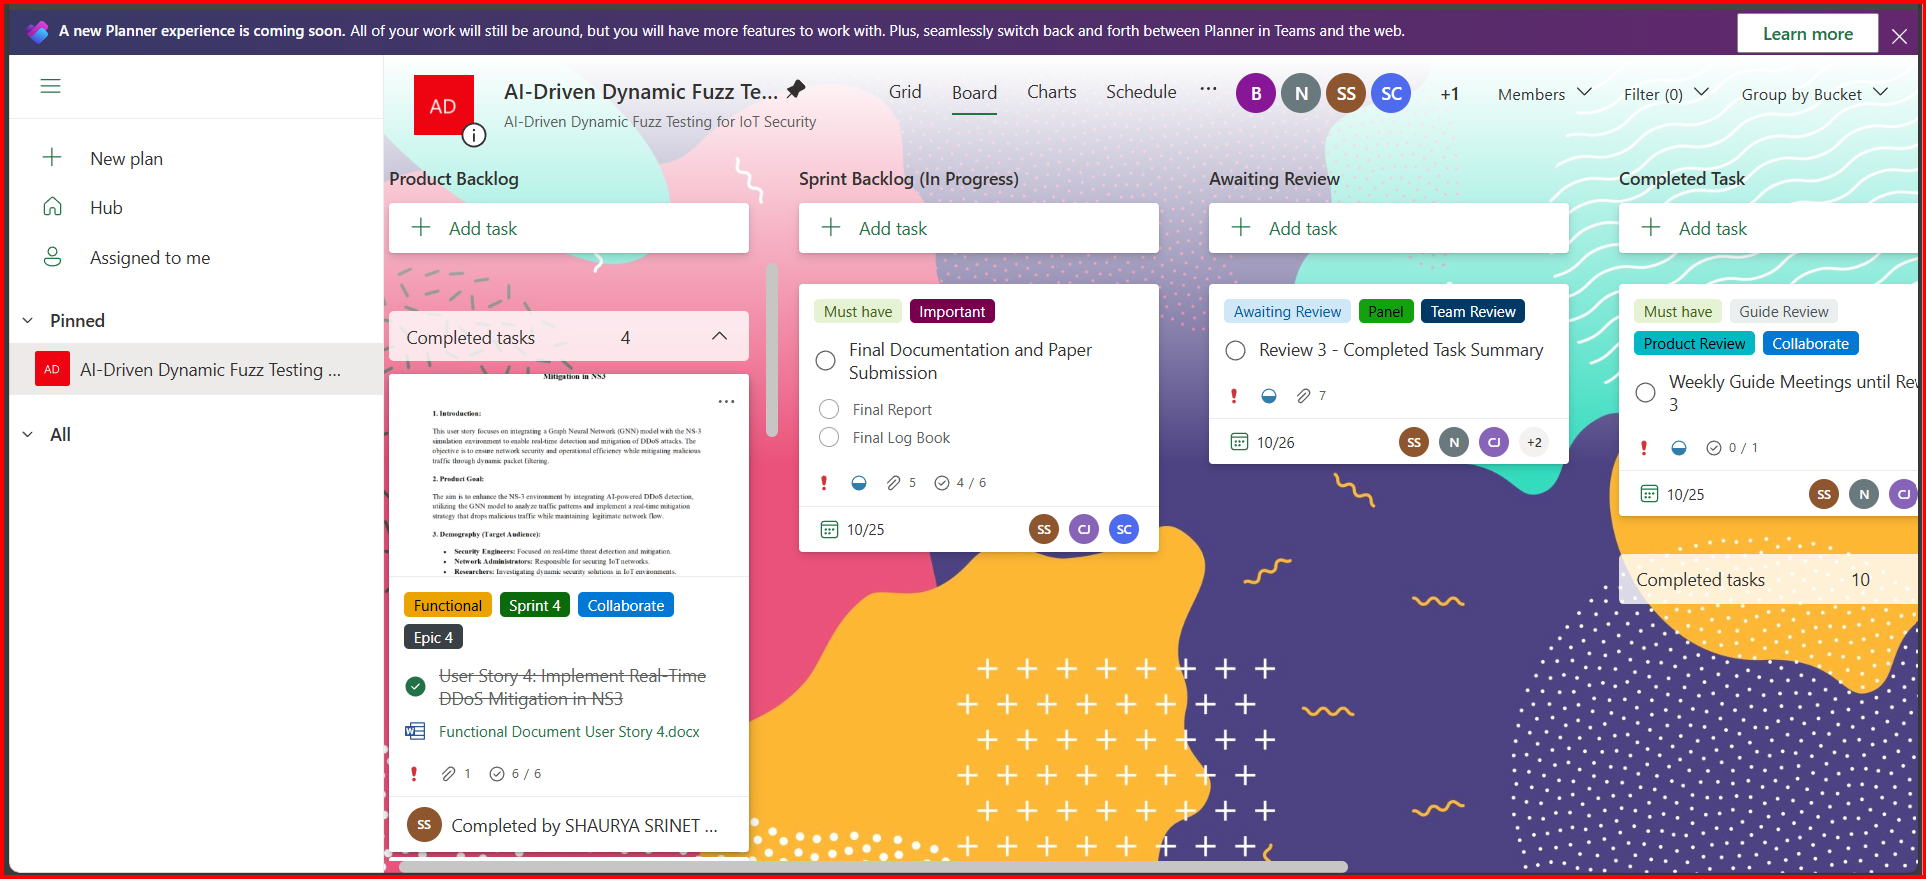 A new Planner experience is coming soon. All of your work will still be around, but you will have more features to work with. Plus, seamlessly switch back and forth between Planner in Teams and the web.
Learn more
New plan
Hub
Assigned to me
Pinned
AD
AI-Driven Dynamic Fuzz Testing ...
All
AD
AI-Driven Dynamic Fuzz Te...
AI-Driven Dynamic Fuzz Testing for IoT Security
Grid
Board
Charts
Schedule
...
B
N
SS
SC
+1
Members
Filter (0)
Group by Bucket
Product Backlog
Add task
Completed tasks
4
Mitigation in NS3
1. Introduction:
This user story focuses on integrating a Graph Neural Network (GNN) model with the NS-3
simulation environment to enable real-time detection and mitigation of DDoS attacks. The
objective is to ensure network security and operational efficiency while mitigating malicious
traffic through dynamic packet filtering.
2. Product Goal:
The aim is to enhance the NS-3 environment by integrating AI-powered DDoS detection,
utilizing the GNN model to analyze traffic patterns and implement a real-time mitigation
strategy that drops malicious traffic while maintaining legitimate network flow.
3. Demography (Target Audience):
• Security Engineers: Focused on real-time threat detection and mitigation.
• Network Administrators: Responsible for securing IoT networks.
• Researchers: Investigating dynamic security solutions in IoT environments.
Functional
Sprint 4
Collaborate
Epic 4
User Story 4: Implement Real-Time
DDoS Mitigation in NS3
Functional Document User Story 4.docx
1
6 / 6
SS
Completed by SHAURYA SRINET ...
Sprint Backlog (In Progress)
Add task
Must have
Important
Final Documentation and Paper
Submission
Final Report
Final Log Book
5
4 / 6
10/25
SS
CJ
SC
Awaiting Review
Add task
Awaiting Review
Panel
Team Review
Review 3 - Completed Task Summary
7
10/26
SS
N
CJ
+2
Completed Task
Add task
Must have
Guide Review
Product Review
Collaborate
Weekly Guide Meetings until Rev
3
0 / 1
10/25
SS
N
CJ
Completed tasks
10